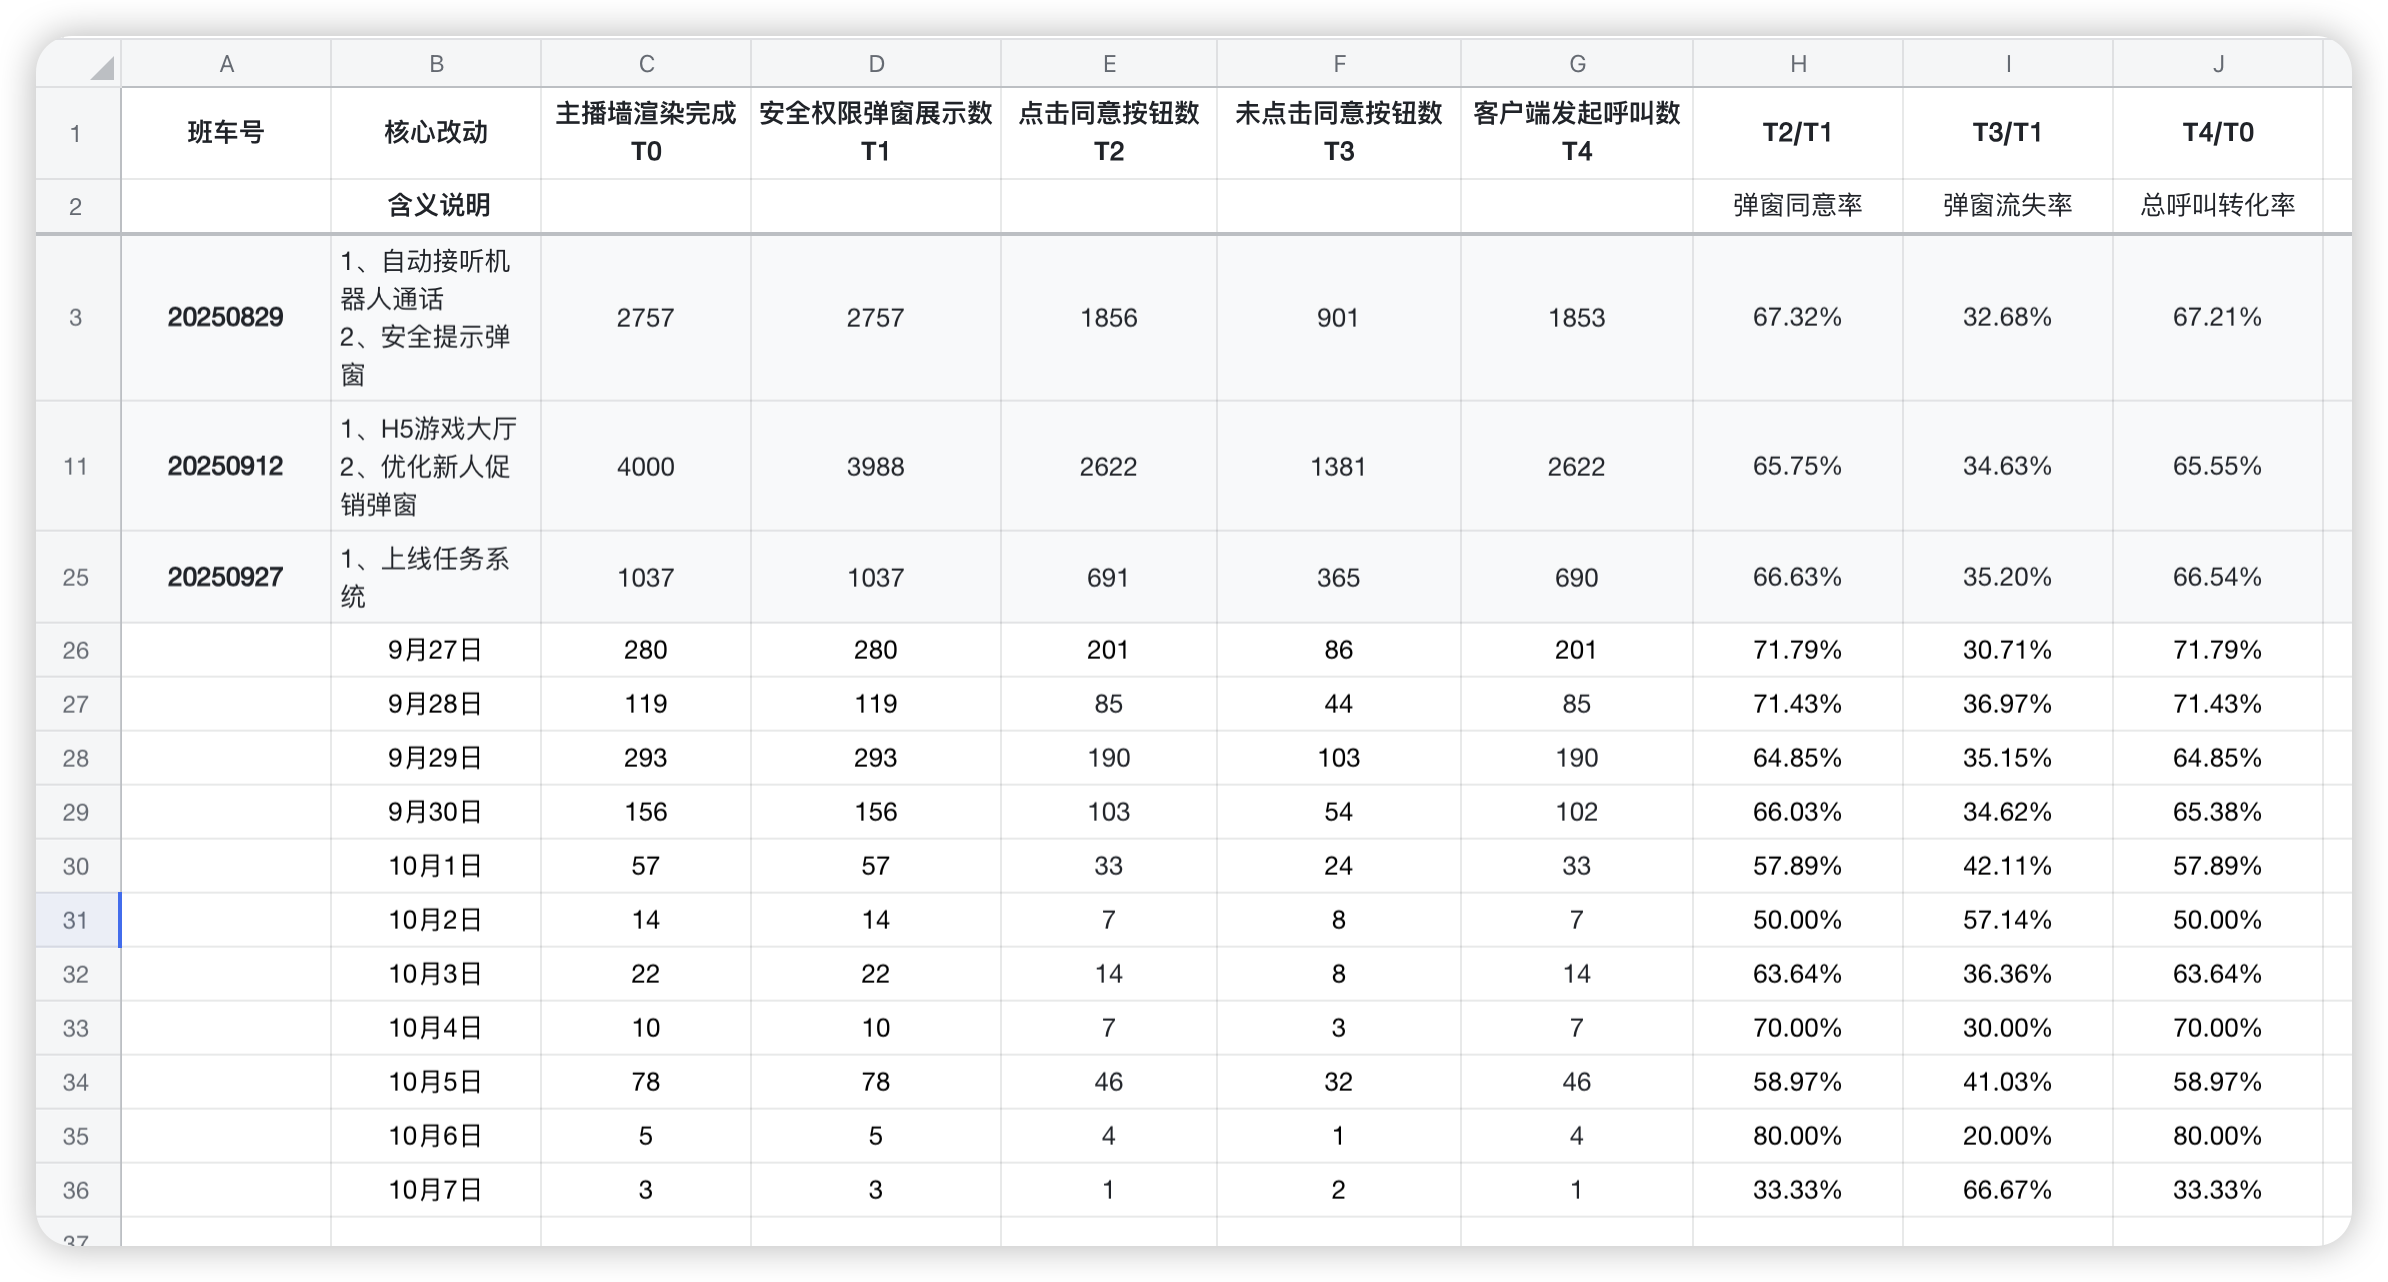 A B C D E F G H I J
1 班车号 核心改动 主播墙渲染完成 T0 安全权限弹窗展示数 T1 点击同意按钮数 T2 未点击同意按钮数 T3 客户端发起呼叫数 T4 T2/T1 T3/T1 T4/T0
2 含义说明 弹窗同意率 弹窗流失率 总呼叫转化率
3 20250829 1、自动接听机器人通话 2、安全提示弹窗 2757 2757 1856 901 1853 67.32% 32.68% 67.21%
11 20250912 1、H5游戏大厅 2、优化新人促销弹窗 4000 3988 2622 1381 2622 65.75% 34.63% 65.55%
25 20250927 1、上线任务系统 1037 1037 691 365 690 66.63% 35.20% 66.54%
26 9月27日 280 280 201 86 201 71.79% 30.71% 71.79%
27 9月28日 119 119 85 44 85 71.43% 36.97% 71.43%
28 9月29日 293 293 190 103 190 64.85% 35.15% 64.85%
29 9月30日 156 156 103 54 102 66.03% 34.62% 65.38%
30 10月1日 57 57 33 24 33 57.89% 42.11% 57.89%
31 10月2日 14 14 7 8 7 50.00% 57.14% 50.00%
32 10月3日 22 22 14 8 14 63.64% 36.36% 63.64%
33 10月4日 10 10 7 3 7 70.00% 30.00% 70.00%
34 10月5日 78 78 46 32 46 58.97% 41.03% 58.97%
35 10月6日 5 5 4 1 4 80.00% 20.00% 80.00%
36 10月7日 3 3 1 2 1 33.33% 66.67% 33.33%
37